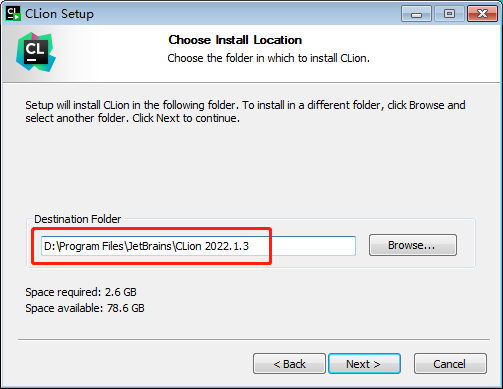 CLion Setup
CL
Choose Install Location
Choose the folder in which to install CLion.
Setup will install CLion in the following folder. To install in a different folder, click Browse and
select another folder. Click Next to continue.
Destination Folder
D:\Program Files\JetBrains\CLion 2022.1.3
Browse...
Space required: 2.6 GB
Space available: 78.6 GB
< Back
Next >
Cancel